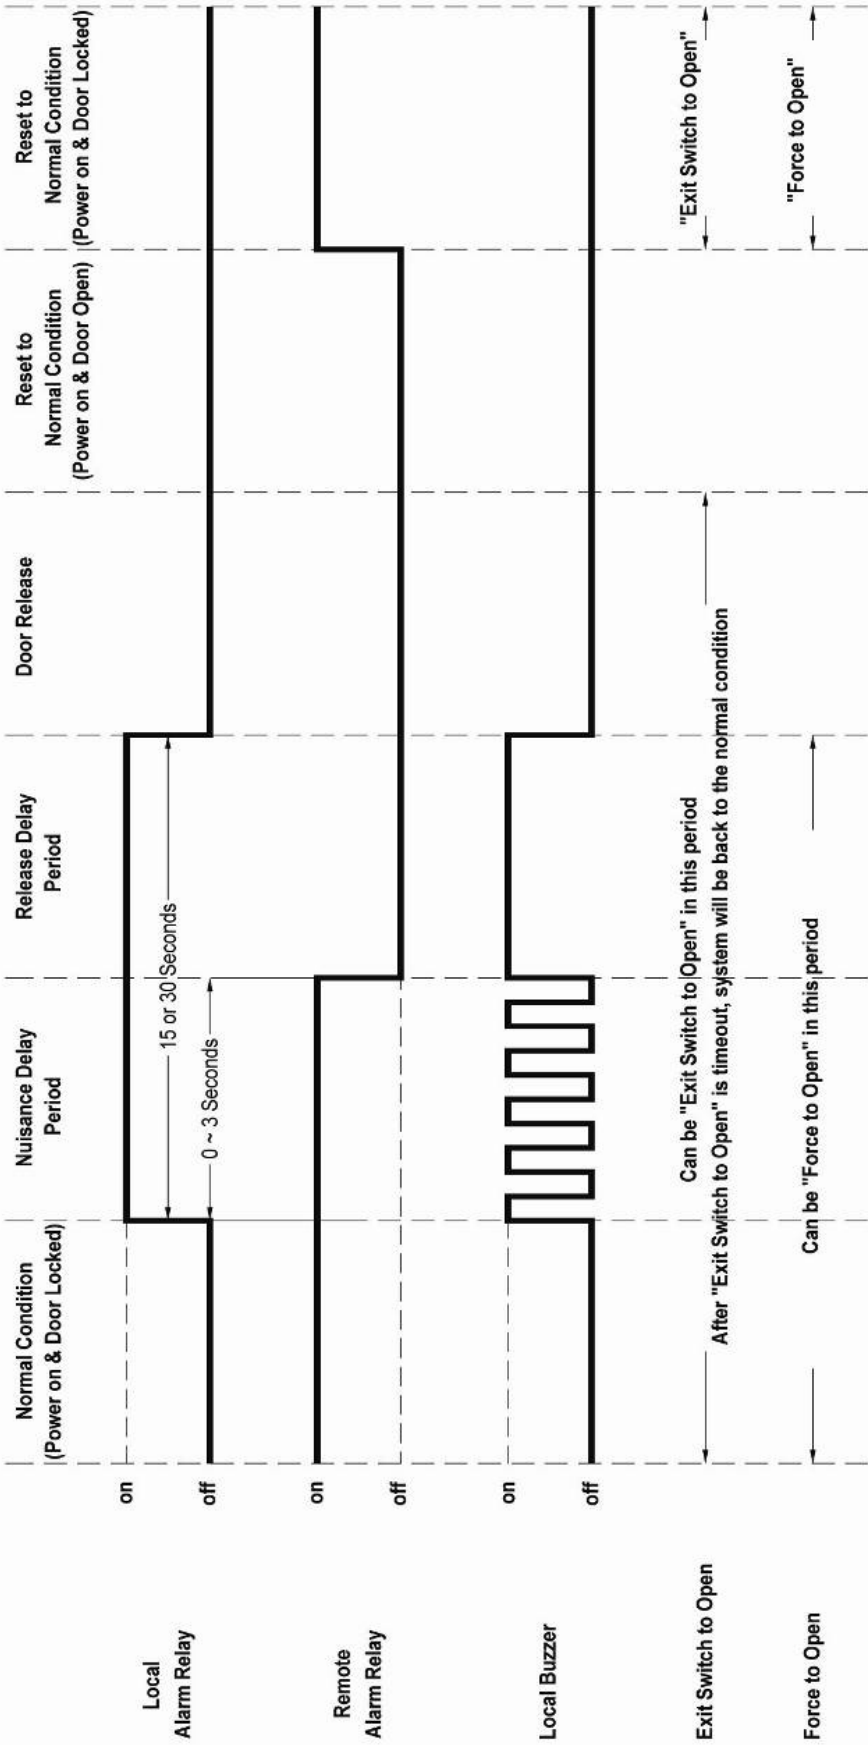 Normal Condition
(Power on & Door Locked)
Nuisance Delay
Period
Release Delay
Period
Door Release
Reset to
Normal Condition
(Power on & Door Open)
Reset to
Normal Condition
(Power on & Door Locked)
Local
Alarm Relay
on
off
15 or 30 Seconds
0 ~ 3 Seconds
Remote
Alarm Relay
on
off
Local Buzzer
on
off
Exit Switch to Open
Can be "Exit Switch to Open" in this period
After "Exit Switch to Open" is timeout, system will be back to the normal condition
"Exit Switch to Open"
Force to Open
Can be "Force to Open" in this period
"Force to Open"